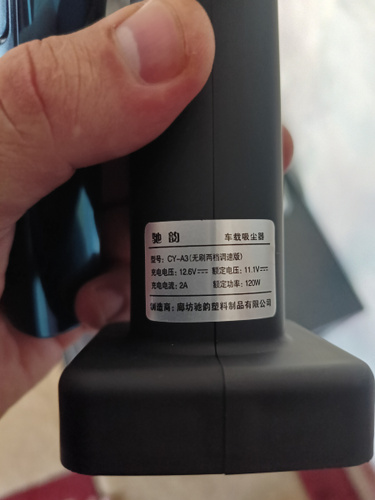 驰韵 车载吸尘器
型号：CY-A3(无刷两档调速版)
充电电压：12.6V⎓ 额定电压：11.1V⎓
充电电流：2A 额定功率：120W
制造商：廊坊驰韵塑料制品有限公司